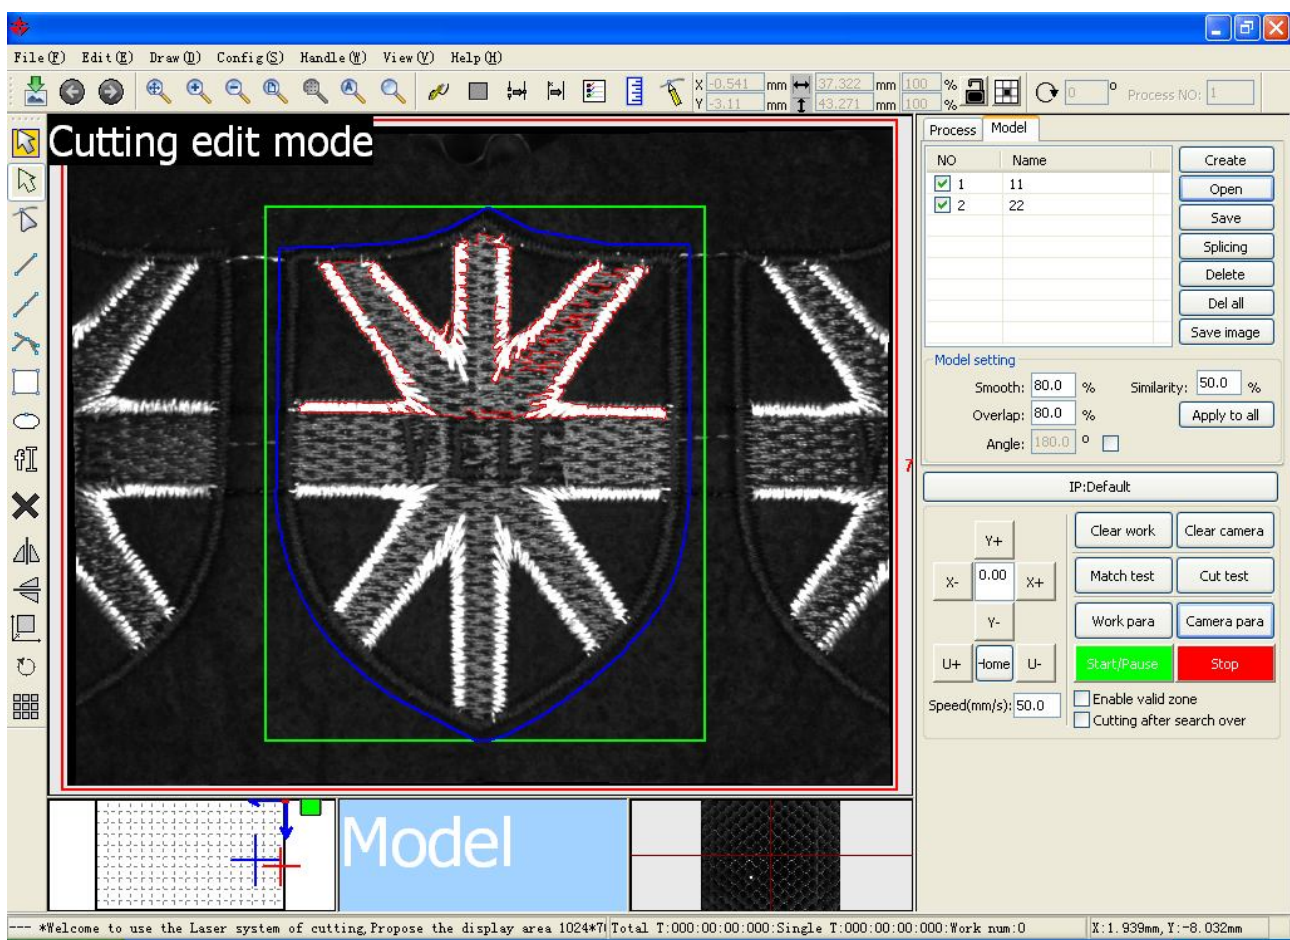 File(F) Edit(E) Draw(D) Config(S) Handle(W) View(V) Help(H)
X -0.541 mm 37.322 mm 100 %
Y -3.11 mm 43.271 mm 100 %
0 ° Process NO: 1
Cutting edit mode
Process Model
NO Name
1 11
2 22
Create
Open
Save
Splicing
Delete
Del all
Save image
Model setting
Smooth: 80.0 % Similarity: 50.0 %
Overlap: 80.0 % Apply to all
Angle: 180.0 °
7
IP:Default
Y+
X- 0.00 X+
Y-
U+ Home U-
Speed(mm/s): 50.0
Clear work Clear camera
Match test Cut test
Work para Camera para
Start/Pause Stop
Enable valid zone
Cutting after search over
Model
--- *Welcome to use the Laser system of cutting,Propose the display area 1024*7 Total T:000:00:00:000:Single T:000:00:00:000:Work num:0 X:1.939mm,Y:-8.032mm